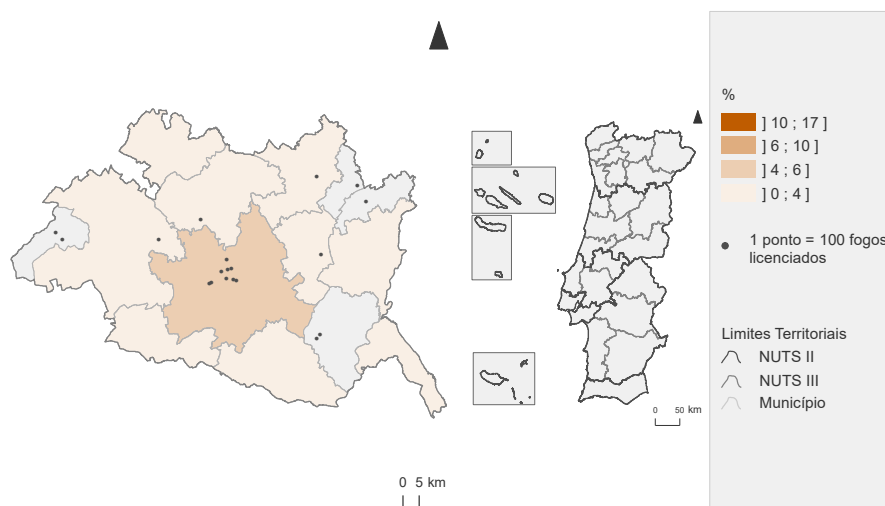 %
] 10 ; 17 ]
] 6 ; 10 ]
] 4 ; 6 ]
] 0 ; 4 ]
1 ponto = 100 fogos
licenciados
Limites Territoriais
NUTS II
NUTS III
Município
0 50 km
0 5 km